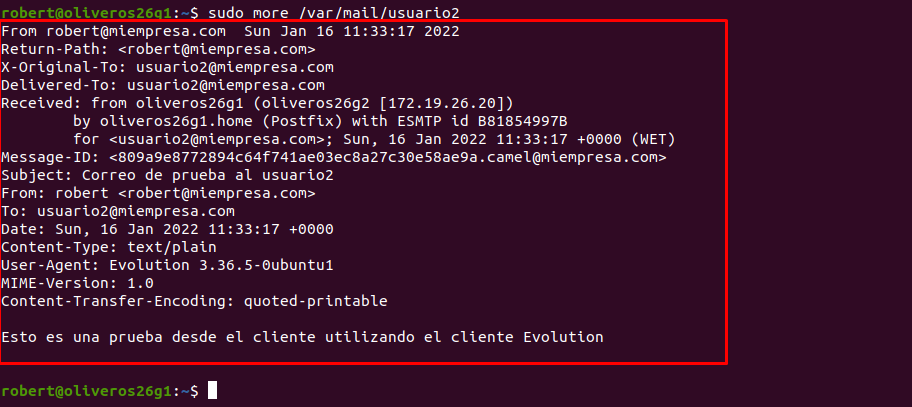 robert@oliveros26g1:~$ sudo more /var/mail/usuario2
From robert@miempresa.com  Sun Jan 16 11:33:17 2022
Return-Path: <robert@miempresa.com>
X-Original-To: usuario2@miempresa.com
Delivered-To: usuario2@miempresa.com
Received: from oliveros26g1 (oliveros26g2 [172.19.26.20])
        by oliveros26g1.home (Postfix) with ESMTP id B81854997B
        for <usuario2@miempresa.com>; Sun, 16 Jan 2022 11:33:17 +0000 (WET)
Message-ID: <809a9e8772894c64f741ae03ec8a27c30e58ae9a.camel@miempresa.com>
Subject: Correo de prueba al usuario2
From: robert <robert@miempresa.com>
To: usuario2@miempresa.com
Date: Sun, 16 Jan 2022 11:33:17 +0000
Content-Type: text/plain
User-Agent: Evolution 3.36.5-0ubuntu1
MIME-Version: 1.0
Content-Transfer-Encoding: quoted-printable

Esto es una prueba desde el cliente utilizando el cliente Evolution

robert@oliveros26g1:~$